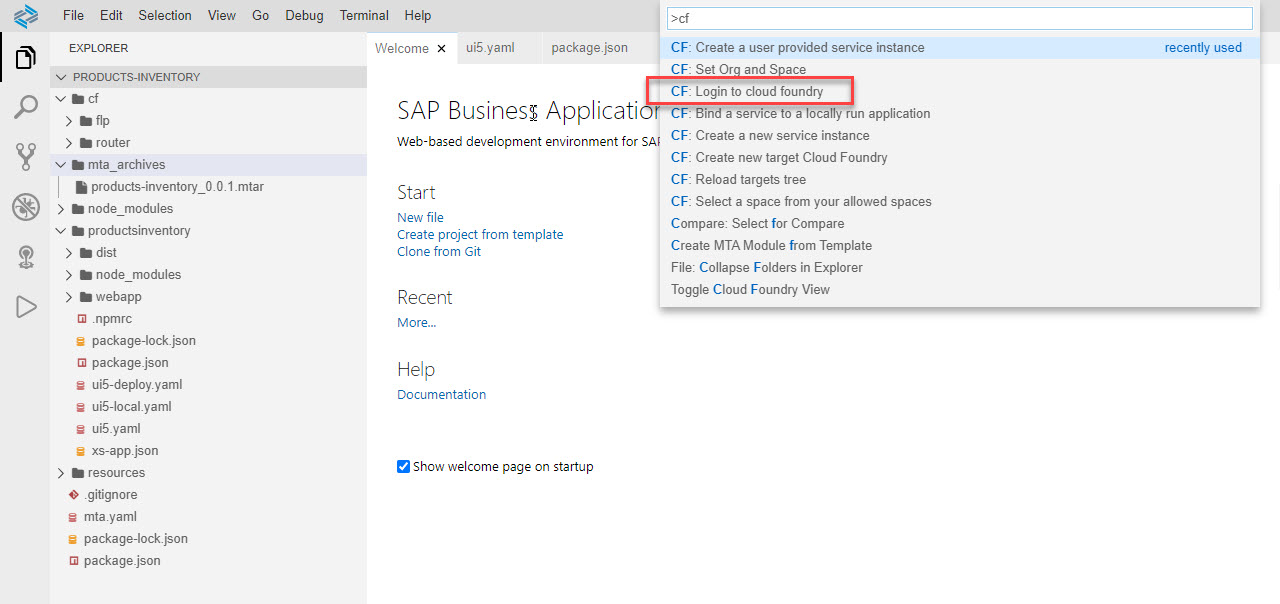 File Edit Selection View Go Debug Terminal Help
>cf
CF: Create a user provided service instance recently used
CF: Set Org and Space
CF: Login to cloud foundry
CF: Bind a service to a locally run application
CF: Create a new service instance
CF: Create new target Cloud Foundry
CF: Reload targets tree
CF: Select a space from your allowed spaces
Compare: Select for Compare
Create MTA Module from Template
File: Collapse Folders in Explorer
Toggle Cloud Foundry View
EXPLORER
PRODUCTS-INVENTORY
cf
flp
router
mta_archives
products-inventory_0.0.1.mtar
node_modules
productsinventory
dist
node_modules
webapp
.npmrc
package-lock.json
package.json
ui5-deploy.yaml
ui5-local.yaml
ui5.yaml
xs-app.json
resources
.gitignore
mta.yaml
package-lock.json
package.json
Welcome ui5.yaml package.json
SAP Business Application
Web-based development environment for SAP
Start
New file
Create project from template
Clone from Git
Recent
More...
Help
Documentation
Show welcome page on startup